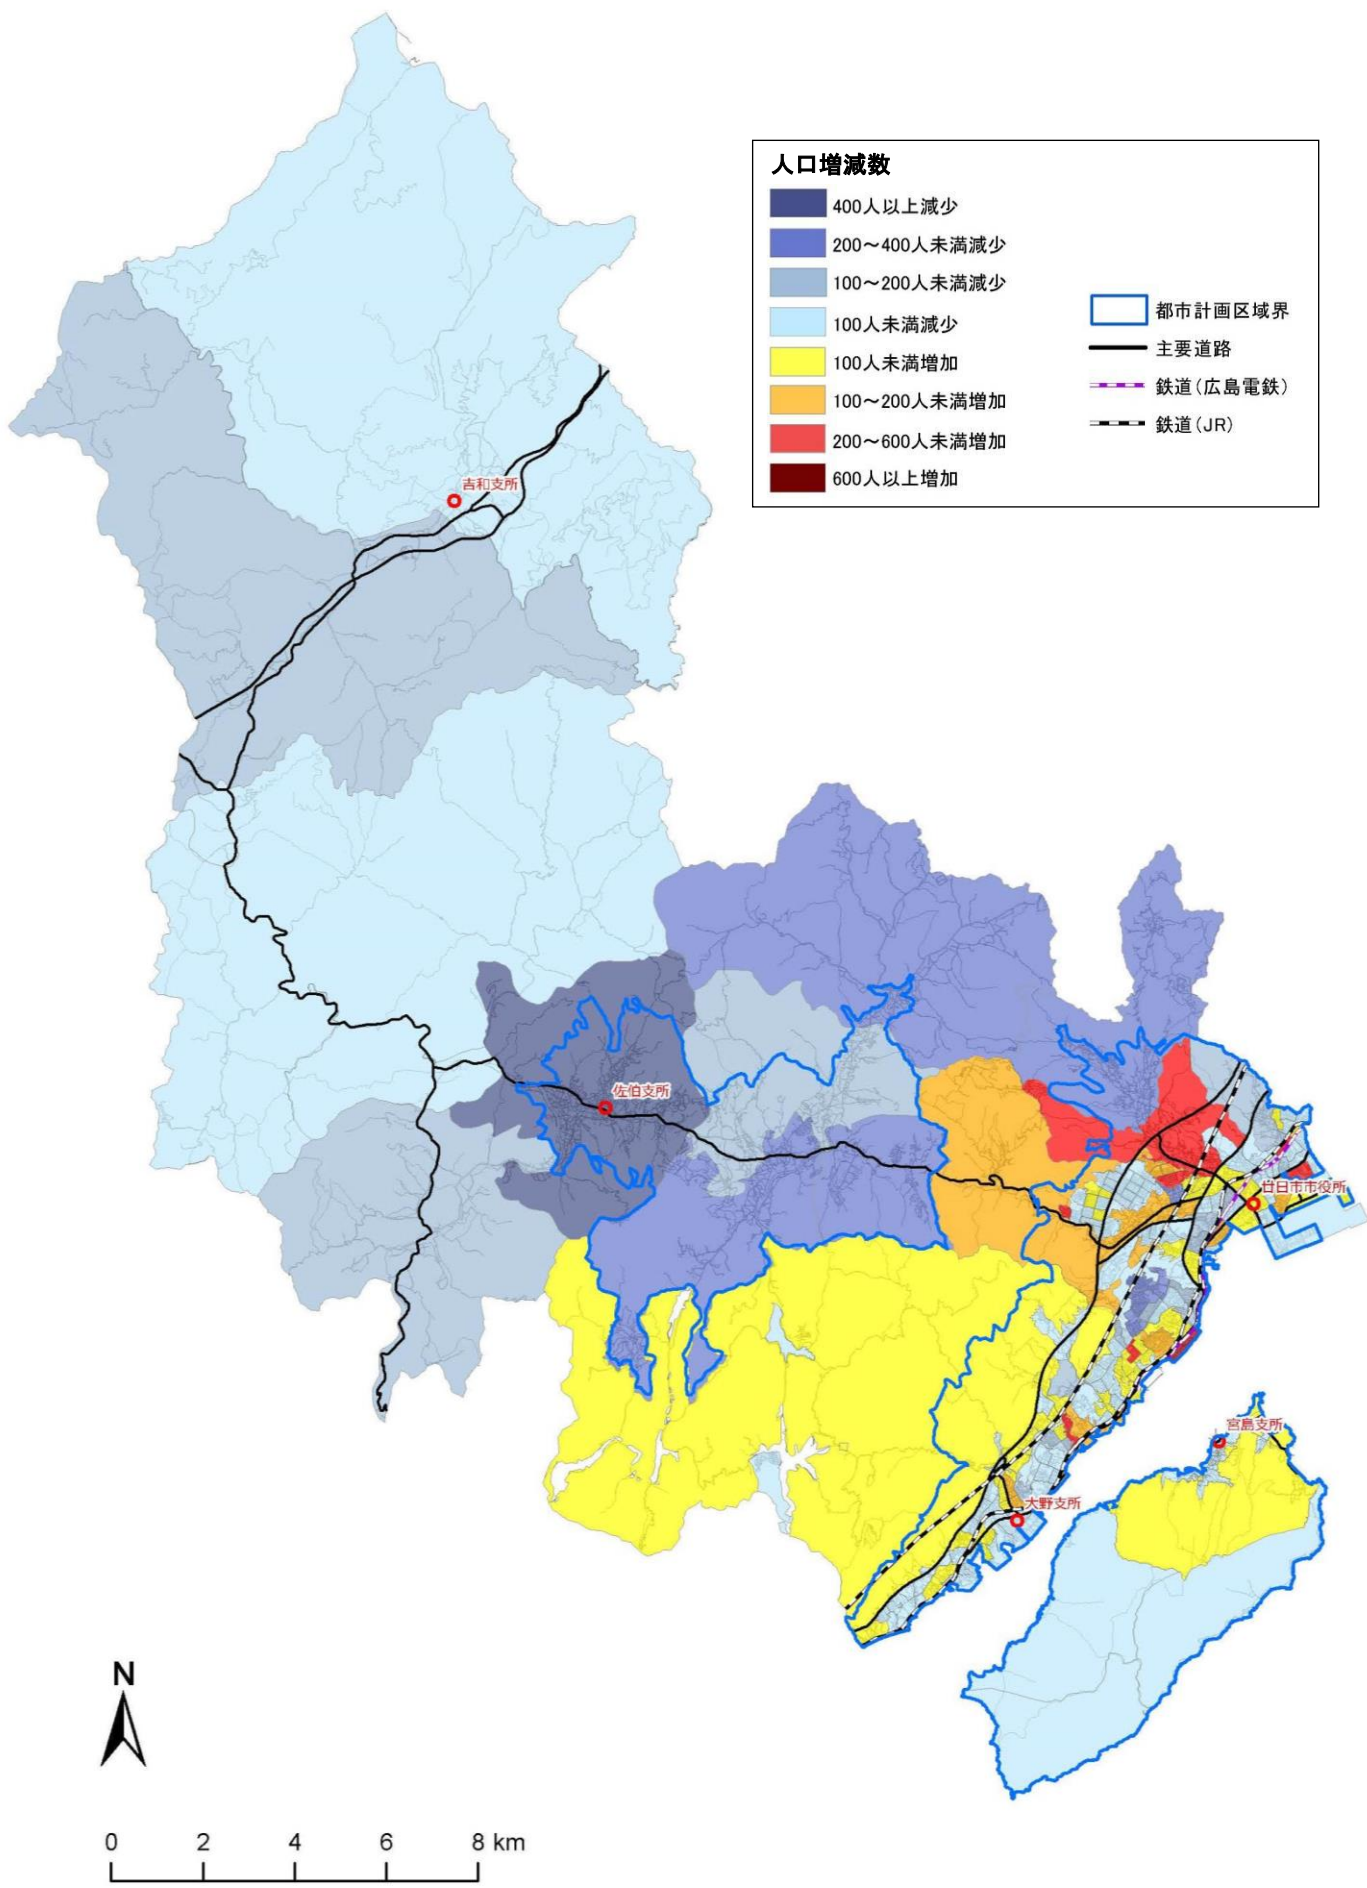 人口増減数
400人以上減少
200～400人未満減少
100～200人未満減少
100人未満減少
100人未満増加
100～200人未満増加
200～600人未満増加
600人以上増加
都市計画区域界
主要道路
鉄道(広島電鉄)
鉄道(JR)
吉和支所
佐伯支所
廿日市市役所
宮島支所
大野支所
N
0 2 4 6 8 km